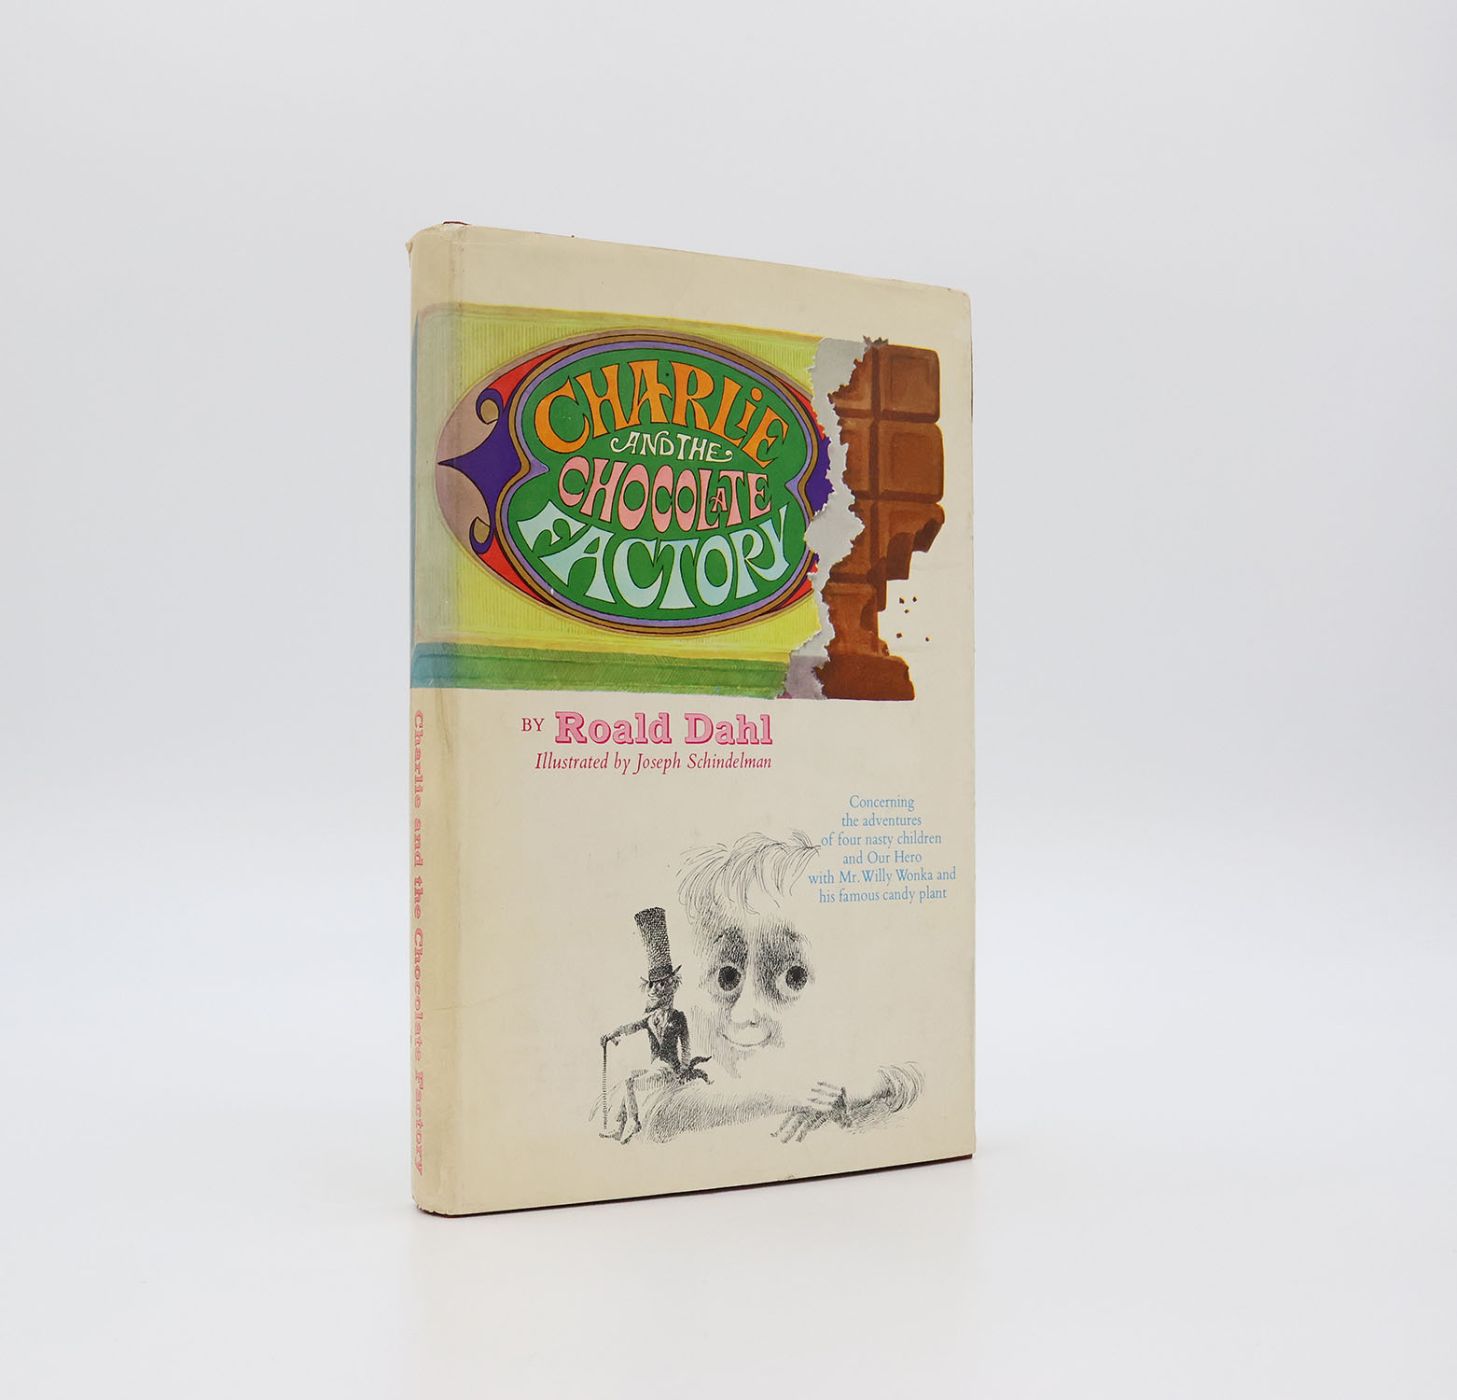 CHARLiE
AND THE
CHOCOLATE
FACTORY
BY Roald Dahl
Illustrated by Joseph Schindelman
Concerning
the adventures
of four nasty children
and Our Hero
with Mr. Willy Wonka and
his famous candy plant
Charlie and the Chocolate Factory